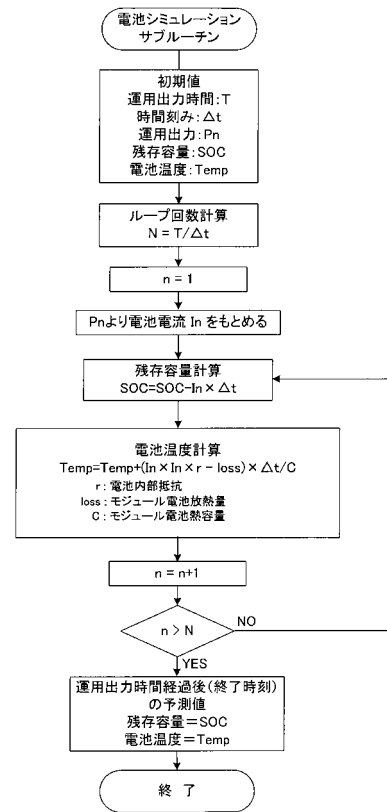 電池シミュレーション
サブルーチン
初期値
運用出力時間:T
時間刻み:△t
運用出力:Pn
残存容量:SOC
電池温度:Temp
ループ回数計算
N = T/△t
n = 1
Pnより電池電流 In をもとめる
残存容量計算
SOC=SOC-In × △t
電池温度計算
Temp=Temp+(In × In × r - loss) × △t/C
r : 電池内部抵抗
loss : モジュール電池放熱量
C : モジュール電池熱容量
n = n+1
n > N
NO
YES
運用出力時間経過後(終了時刻)
の予測値
残存容量=SOC
電池温度=Temp
終 了